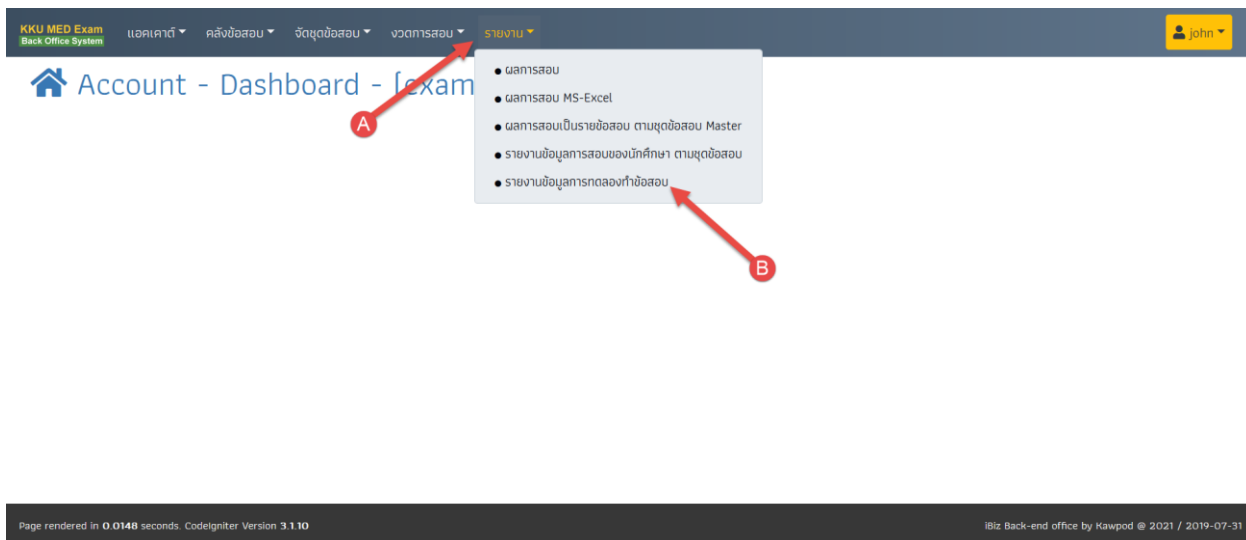 KKU MED Exam
Back Office System
แอคเคาต์
คลังข้อสอบ
จัดชุดข้อสอบ
งวดการสอบ
รายงาน
john
Account - Dashboard - [exam
ผลการสอบ
ผลการสอบ MS-Excel
ผลการสอบเป็นรายข้อสอบ ตามชุดข้อสอบ Master
รายงานข้อมูลการสอบของนักศึกษา ตามชุดข้อสอบ
รายงานข้อมูลการทดลองทำข้อสอบ
A
B
Page rendered in 0.0148 seconds. CodeIgniter Version 3.1.10
iBiz Back-end office by Kawpod @ 2021 / 2019-07-31